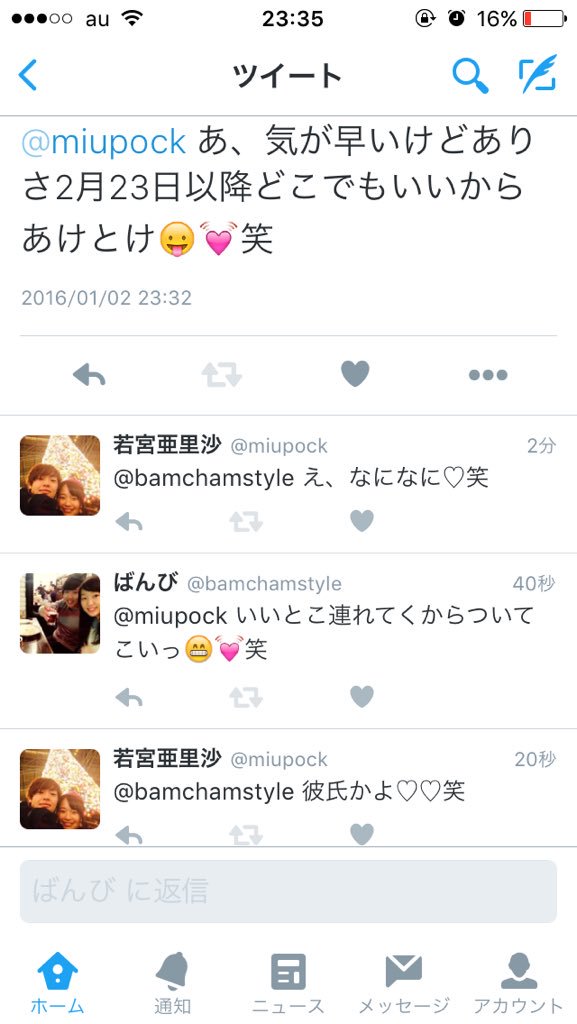 au 23:35 16%
ツイート
@miupock あ、気が早いけどあり
さ2月23日以降どこでもいいから
あけとけ😛💓笑
2016/01/02 23:32
若宮亜里沙 @miupock 2分
@bamchamstyle え、なになに♡笑
ばんび @bamchamstyle 40秒
@miupock いいとこ連れてくからついて
こいっ😁💓笑
若宮亜里沙 @miupock 20秒
@bamchamstyle 彼氏かよ♡♡笑
ばんび に返信
ホーム 通知 ニュース メッセージ アカウント